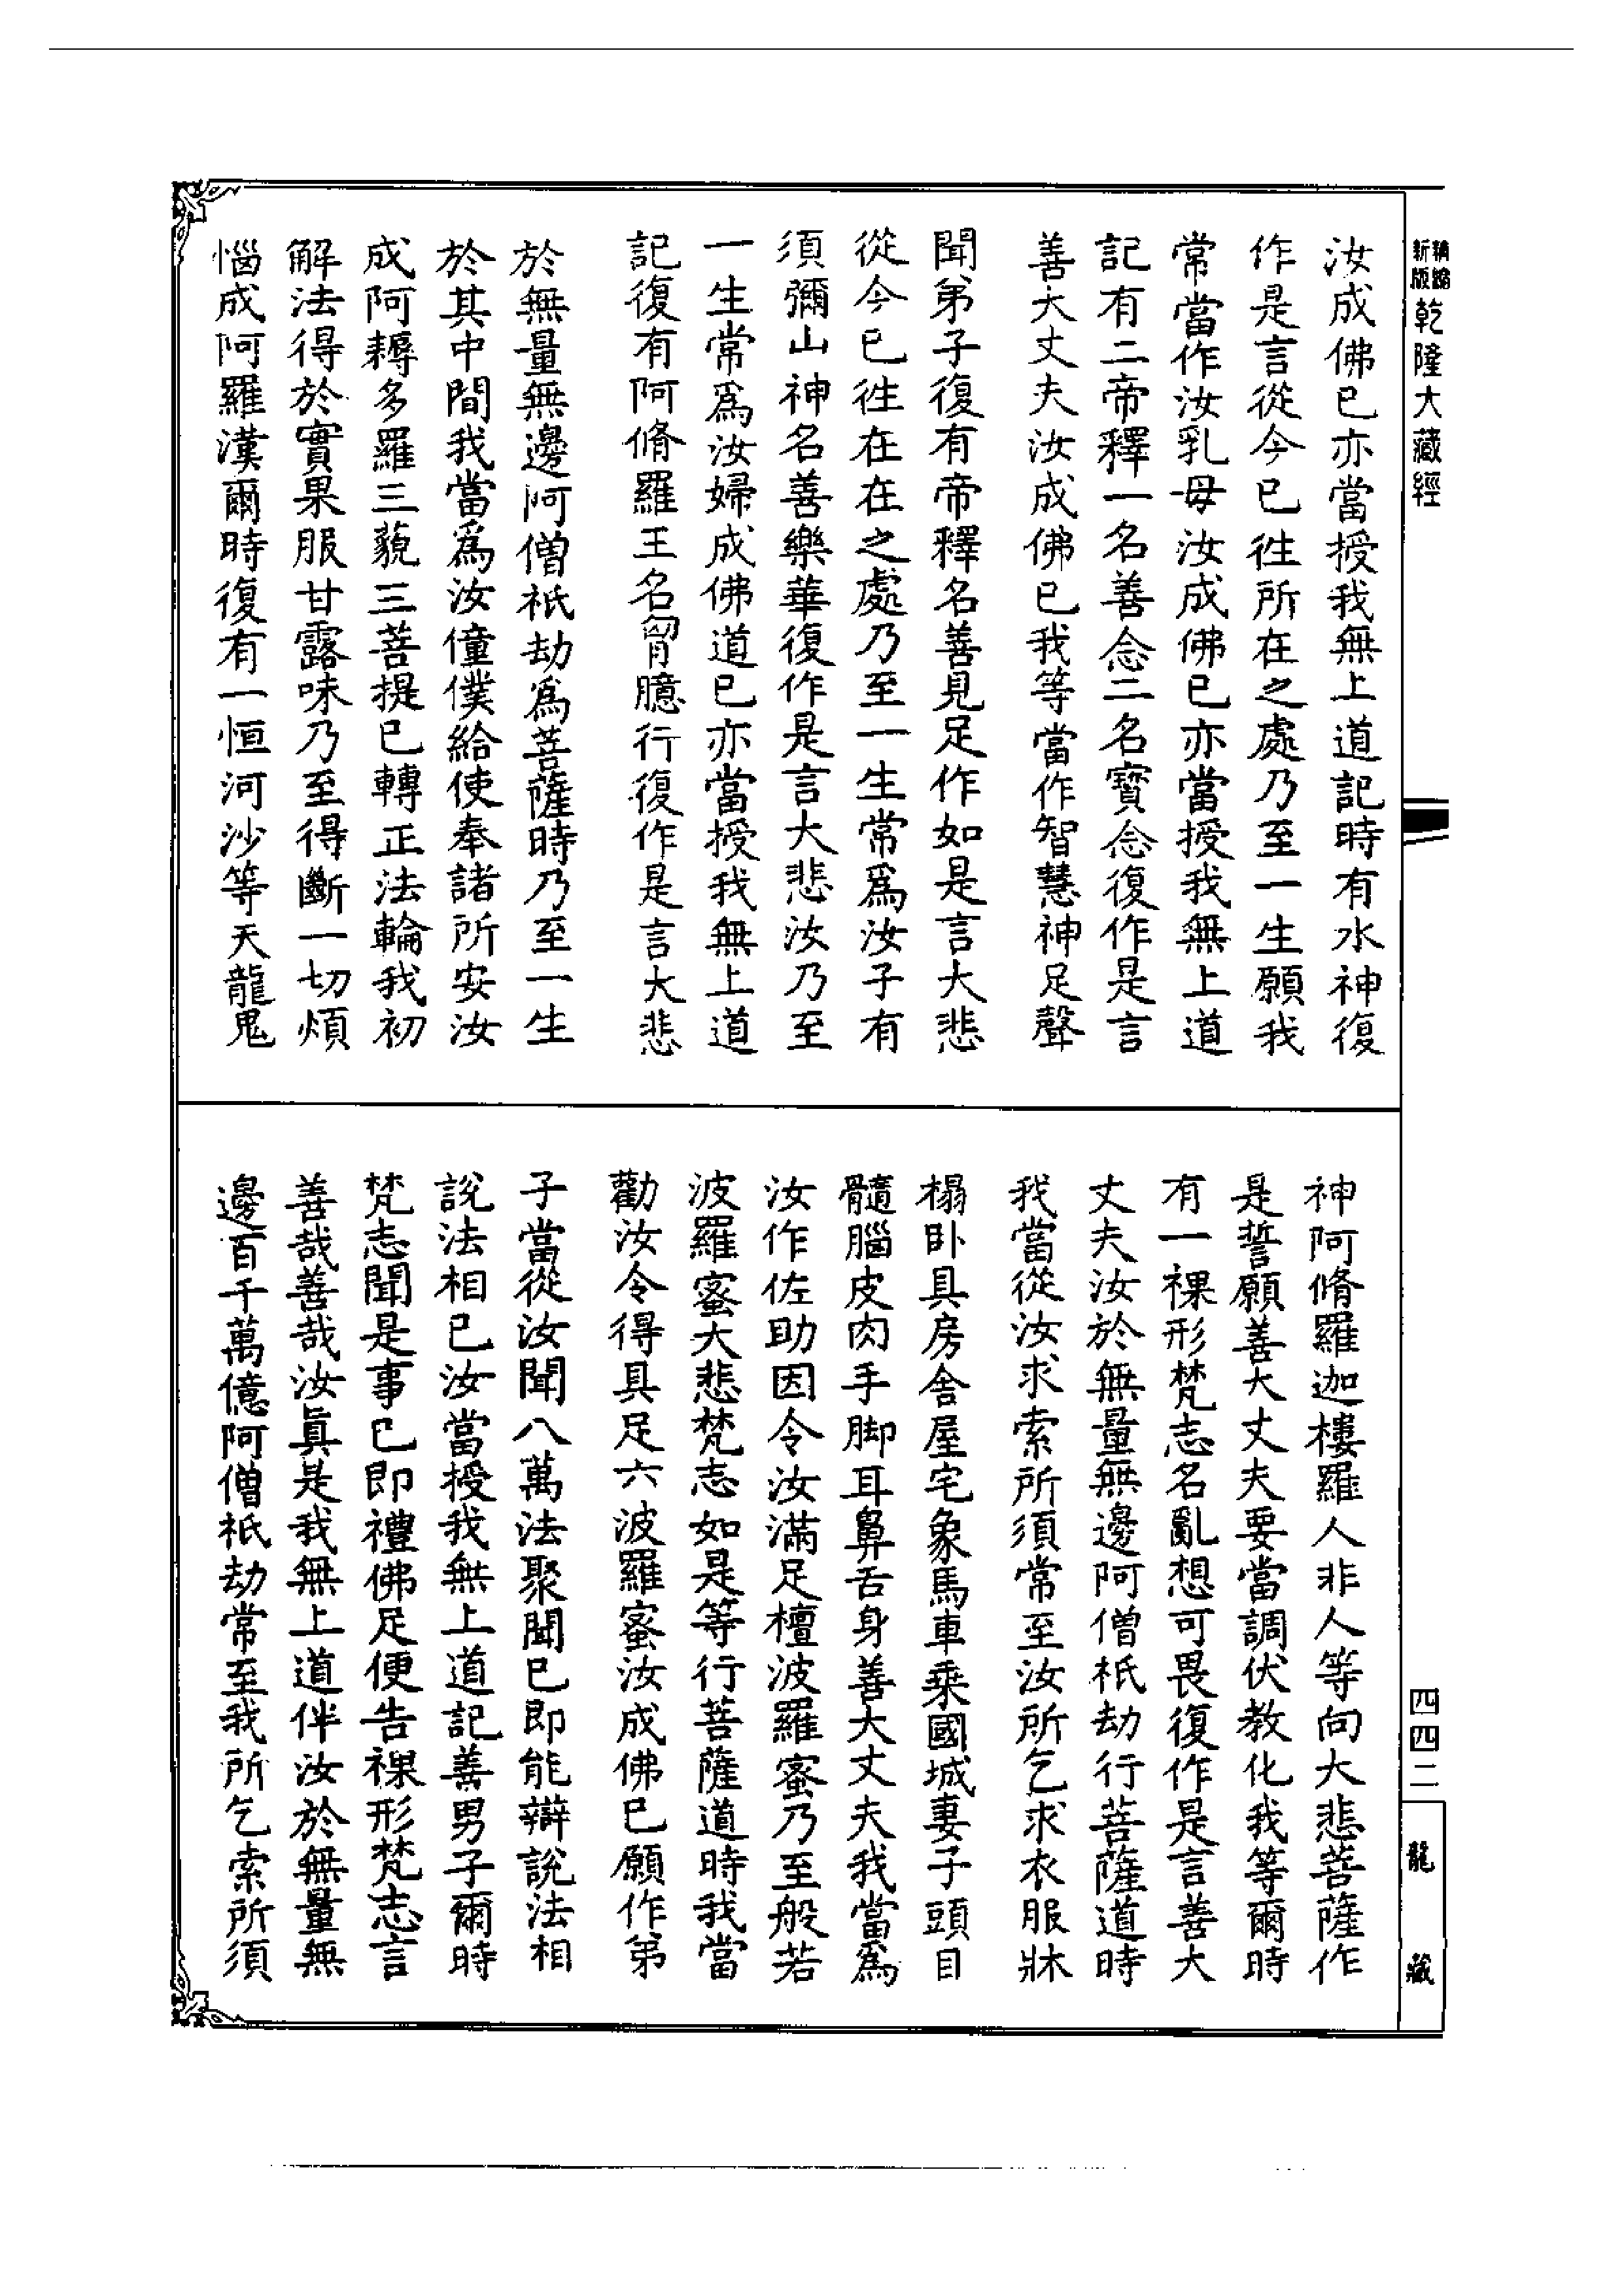 精縮新版乾隆大藏經
汝成佛已亦當授我無上道記時有水神復
作是言從今已往所在之處乃至一生願我
常當作汝乳母汝成佛已亦當授我無上道
記有二帝釋一名善念二名寶念復作是言
善大丈夫汝成佛已我等當作智慧神足聲
聞弟子復有帝釋名善見足作如是言大悲
從今已往在在之處乃至一生常爲汝子有
須彌山神名善樂華復作是言大悲汝乃至
一生常爲汝婦成佛道已亦當授我無上道
記復有阿脩羅王名胷臆行復作是言大悲
於無量無邊阿僧祇劫爲菩薩時乃至一生
於其中間我當爲汝僮僕給使奉諸所安汝
成阿耨多羅三藐三菩提已轉正法輪我初
解法得於實果服甘露味乃至得斷一切煩
惱成阿羅漢爾時復有一恒河沙等天龍鬼
神阿脩羅迦樓羅人非人等向大悲菩薩作
是誓願善大丈夫要當調伏教化我等爾時
有一裸形梵志名亂想可畏復作是言善大
丈夫汝於無量無邊阿僧祇劫行菩薩道時
我當從汝求索所須常至汝所乞求衣服牀
榻卧具房舍屋宅象馬車乘國城妻子頭目
髓腦皮肉手脚耳鼻舌身善大丈夫我當爲
汝作佐助因令汝滿足檀波羅蜜乃至般若
波羅蜜大悲梵志如是等行菩薩道時我當
勸汝令得具足六波羅蜜汝成佛已願作弟
子當從汝聞八萬法聚聞已即能辯說法相
說法相已汝當授我無上道記善男子爾時
梵志聞是事已即禮佛足便告裸形梵志言
善哉善哉汝真是我無上道伴汝於無量無
邊百千萬億阿僧祇劫常至我所乞索所須
四四二
龍藏